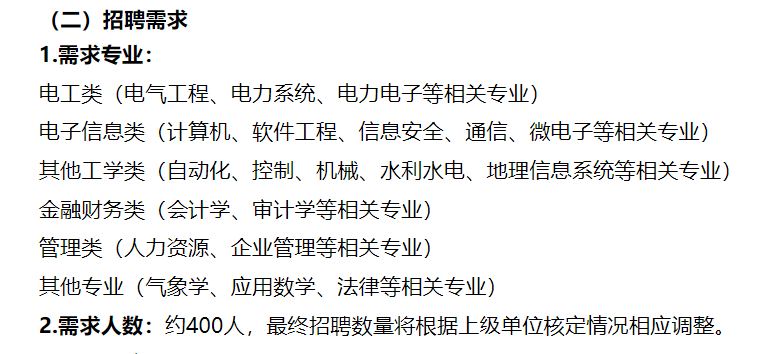 （二）招聘需求
1.需求专业：
电工类（电气工程、电力系统、电力电子等相关专业）
电子信息类（计算机、软件工程、信息安全、通信、微电子等相关专业）
其他工学类（自动化、控制、机械、水利水电、地理信息系统等相关专业）
金融财务类（会计学、审计学等相关专业）
管理类（人力资源、企业管理等相关专业）
其他专业（气象学、应用数学、法律等相关专业）
2.需求人数：约400人，最终招聘数量将根据上级单位核定情况相应调整。